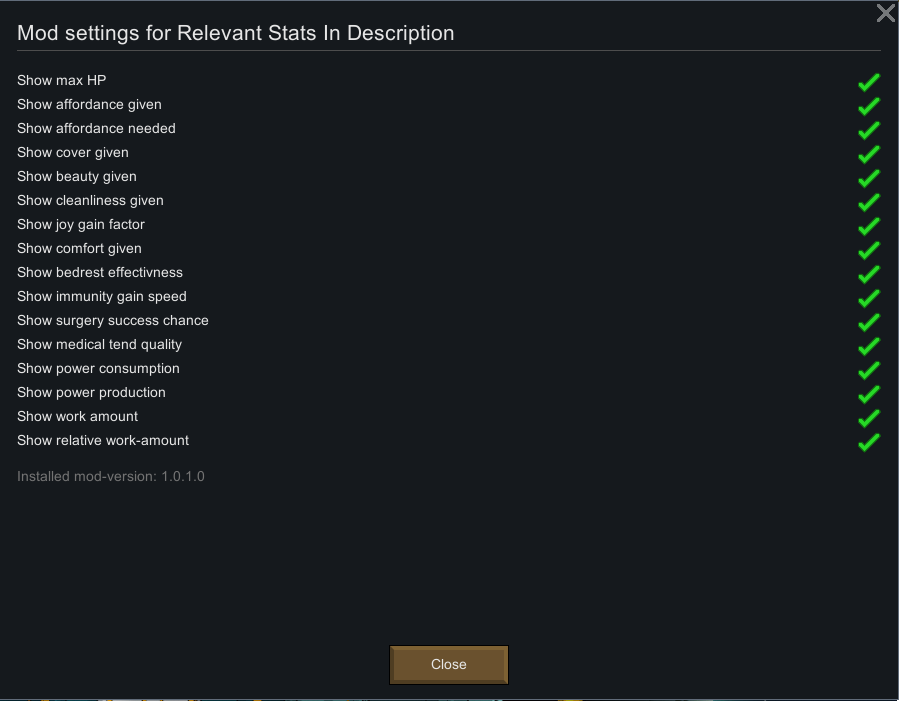 Mod settings for Relevant Stats In Description
Show max HP
Show affordance given
Show affordance needed
Show cover given
Show beauty given
Show cleanliness given
Show joy gain factor
Show comfort given
Show bedrest effectivness
Show immunity gain speed
Show surgery success chance
Show medical tend quality
Show power consumption
Show power production
Show work amount
Show relative work-amount
Installed mod-version: 1.0.1.0
Close